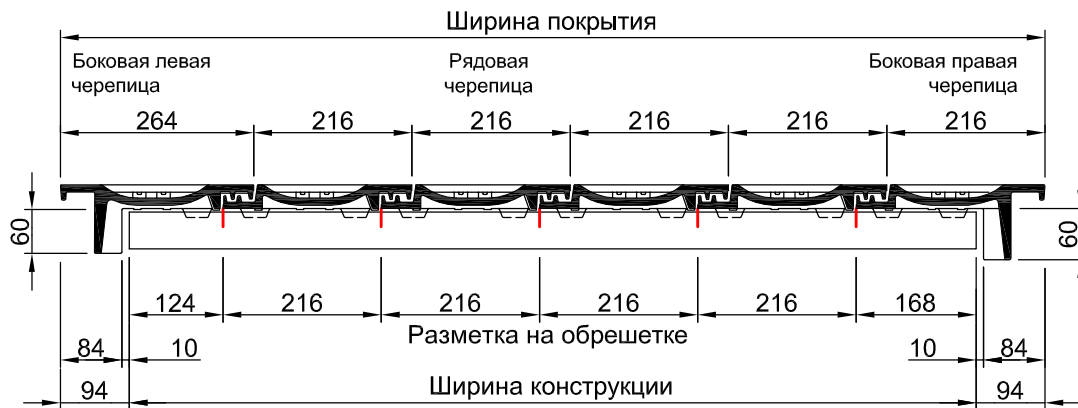 Ширина покрытия
Боковая левая
черепица
Рядовая
черепица
Боковая правая
черепица
264 216 216 216 216 216
60 60
124 216 216 216 216 168
Разметка на обрешетке
84 10 10 84
94 Ширина конструкции 94